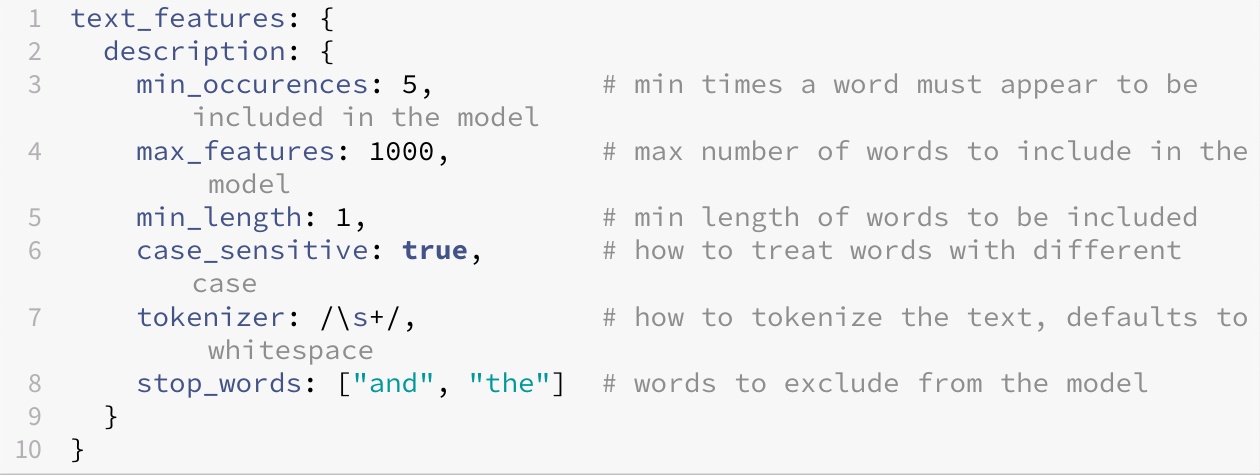 1 text_features: {
2 description: {
3 min_occurences: 5, # min times a word must appear to be
included in the model
4 max_features: 1000, # max number of words to include in the
model
5 min_length: 1, # min length of words to be included
6 case_sensitive: true, # how to treat words with different
case
7 tokenizer: /\s+/, # how to tokenize the text, defaults to
whitespace
8 stop_words: ["and", "the"] # words to exclude from the model
9 }
10 }